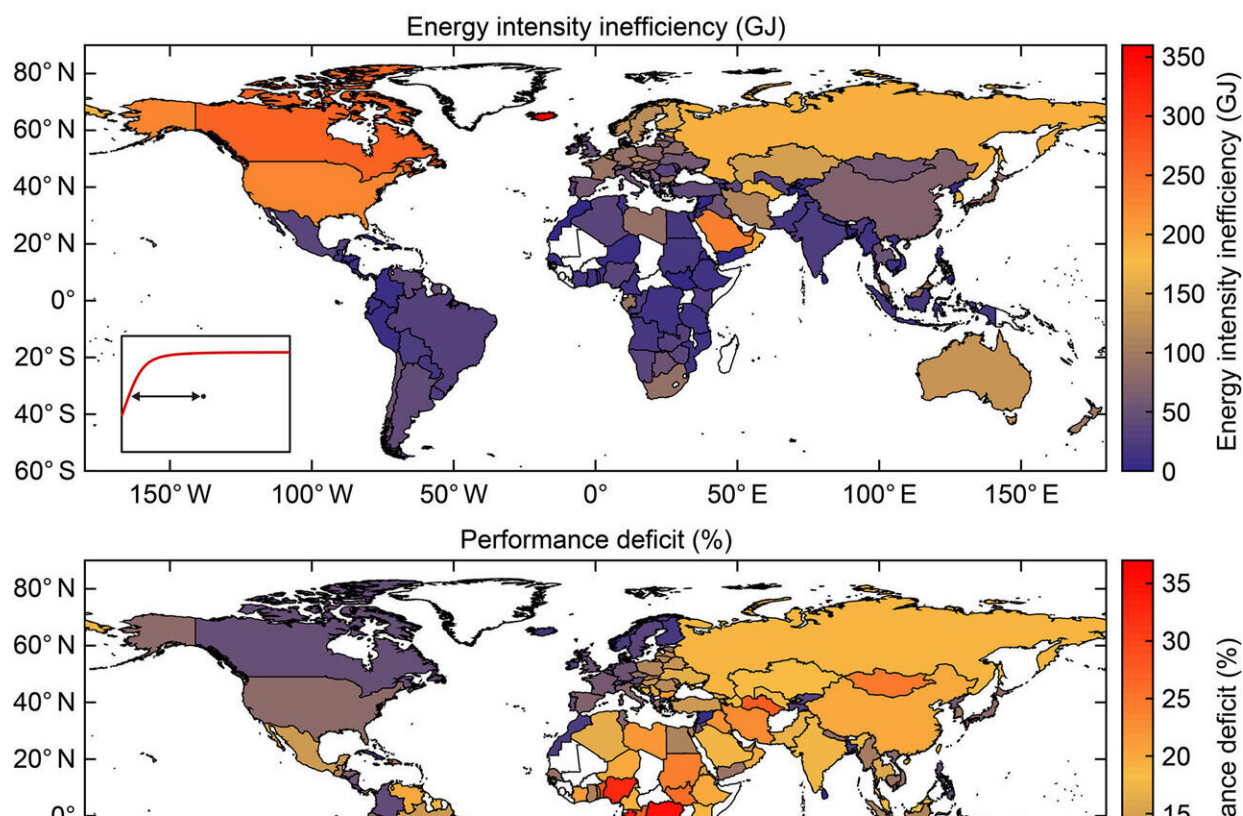 Energy intensity inefficiency (GJ)
80° N
60° N
40° N
20° N
0°
20° S
40° S
60° S
150° W
100° W
50° W
0°
50° E
100° E
150° E
350
300
250
200
150
100
50
0
Energy intensity inefficiency (GJ)
Performance deficit (%)
80° N
60° N
40° N
20° N
0°
35
30
25
20
15
deficit (%)